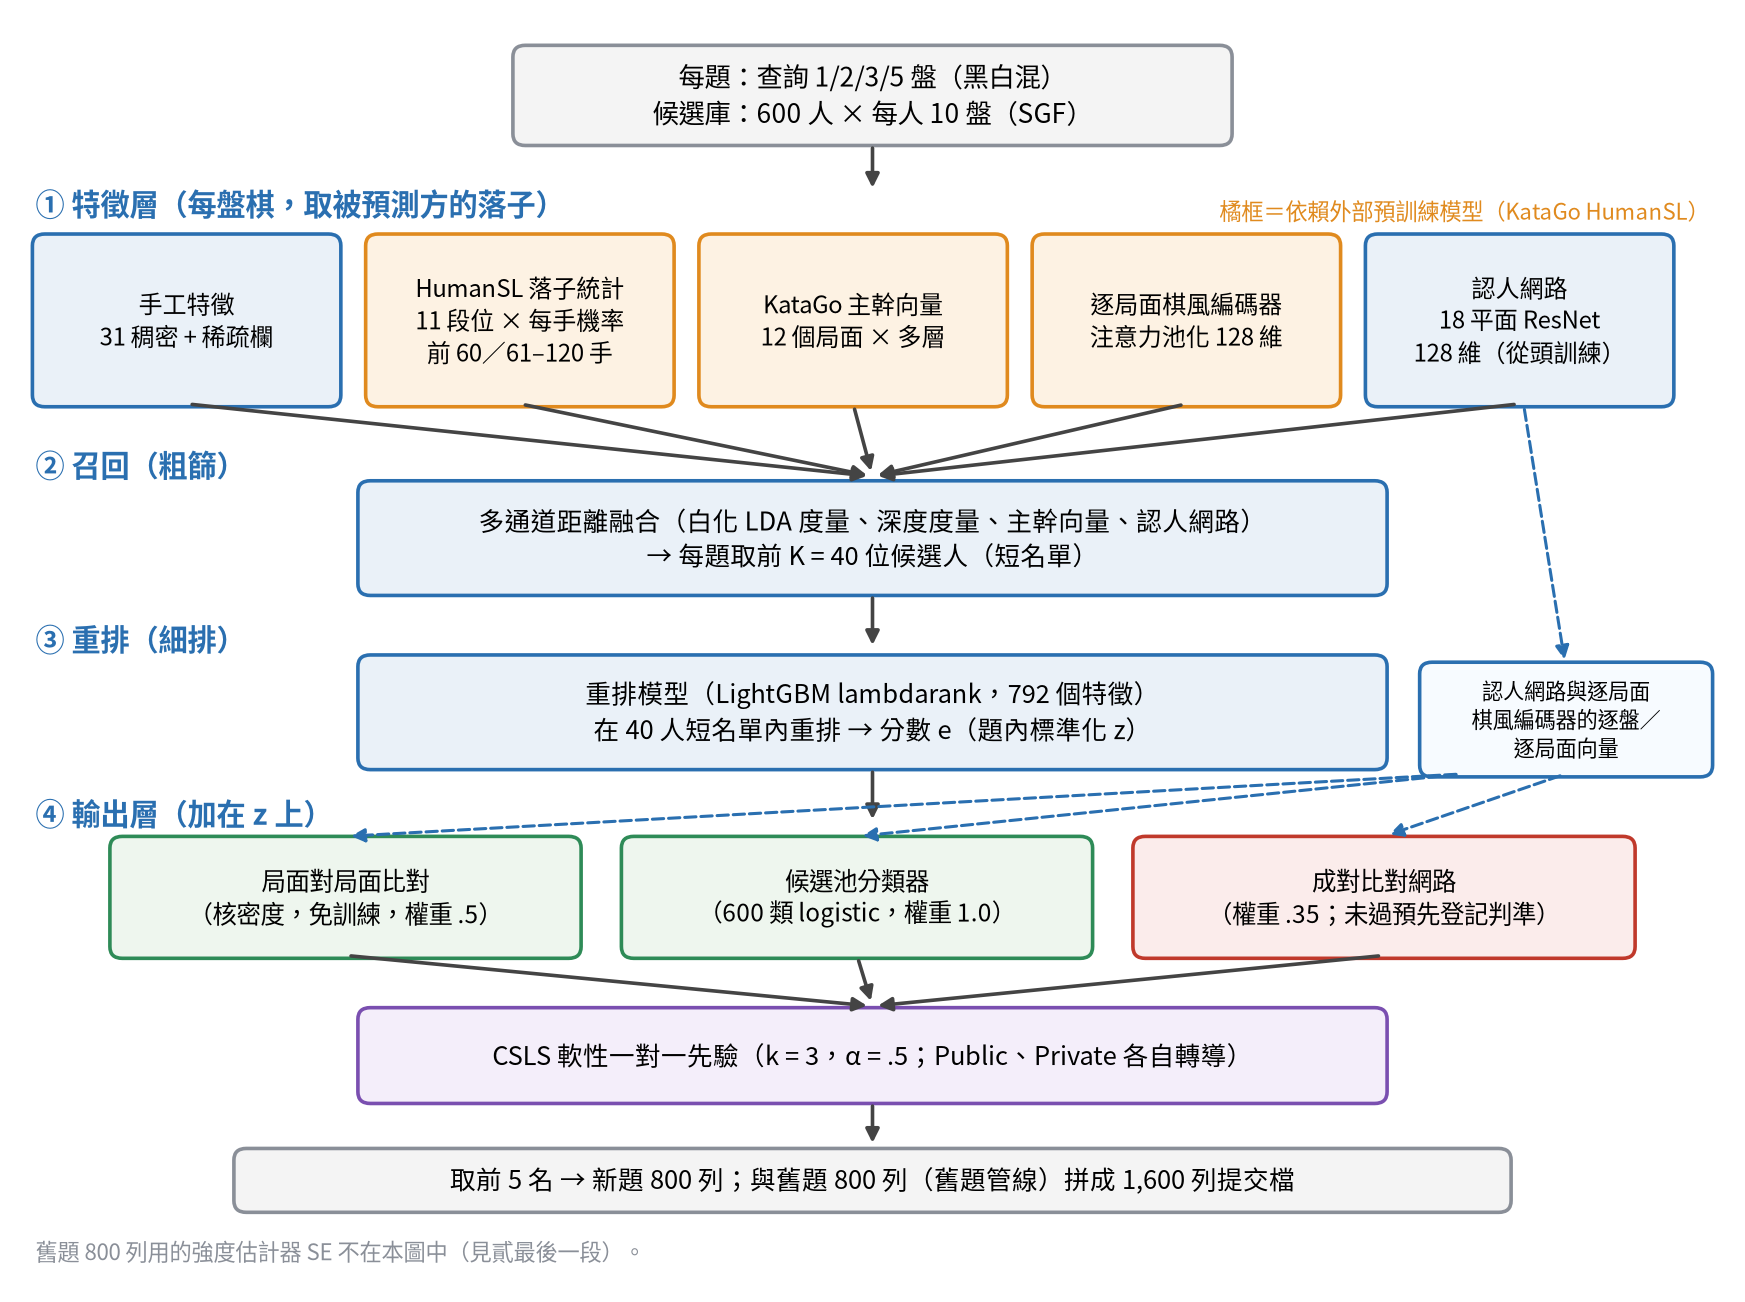 每題：查詢 1/2/3/5 盤（黑白混）
候選庫：600 人 × 每人 10 盤（SGF）
① 特徵層（每盤棋，取被預測方的落子）
橘框＝依賴外部預訓練模型（KataGo HumanSL）
手工特徵
31 稠密 + 稀疏欄
HumanSL 落子統計
11 段位 × 每手機率
前 60／61–120 手
KataGo 主幹向量
12 個局面 × 多層
逐局面棋風編碼器
注意力池化 128 維
認人網路
18 平面 ResNet
128 維（從頭訓練）
② 召回（粗篩）
多通道距離融合（白化 LDA 度量、深度度量、主幹向量、認人網路）
→ 每題取前 K = 40 位候選人（短名單）
③ 重排（細排）
重排模型（LightGBM lambdarank，792 個特徵）
在 40 人短名單內重排 → 分數 e（題內標準化 z）
認人網路與逐局面
棋風編碼器的逐盤／
逐局面向量
④ 輸出層（加在 z 上）
局面對局面比對
（核密度，免訓練，權重 .5）
候選池分類器
（600 類 logistic，權重 1.0）
成對比對網路
（權重 .35；未過預先登記判準）
CSLS 軟性一對一先驗（k = 3，α = .5；Public、Private 各自轉導）
取前 5 名 → 新題 800 列；與舊題 800 列（舊題管線）拼成 1,600 列提交檔
舊題 800 列用的強度估計器 SE 不在本圖中（見貳最後一段）。